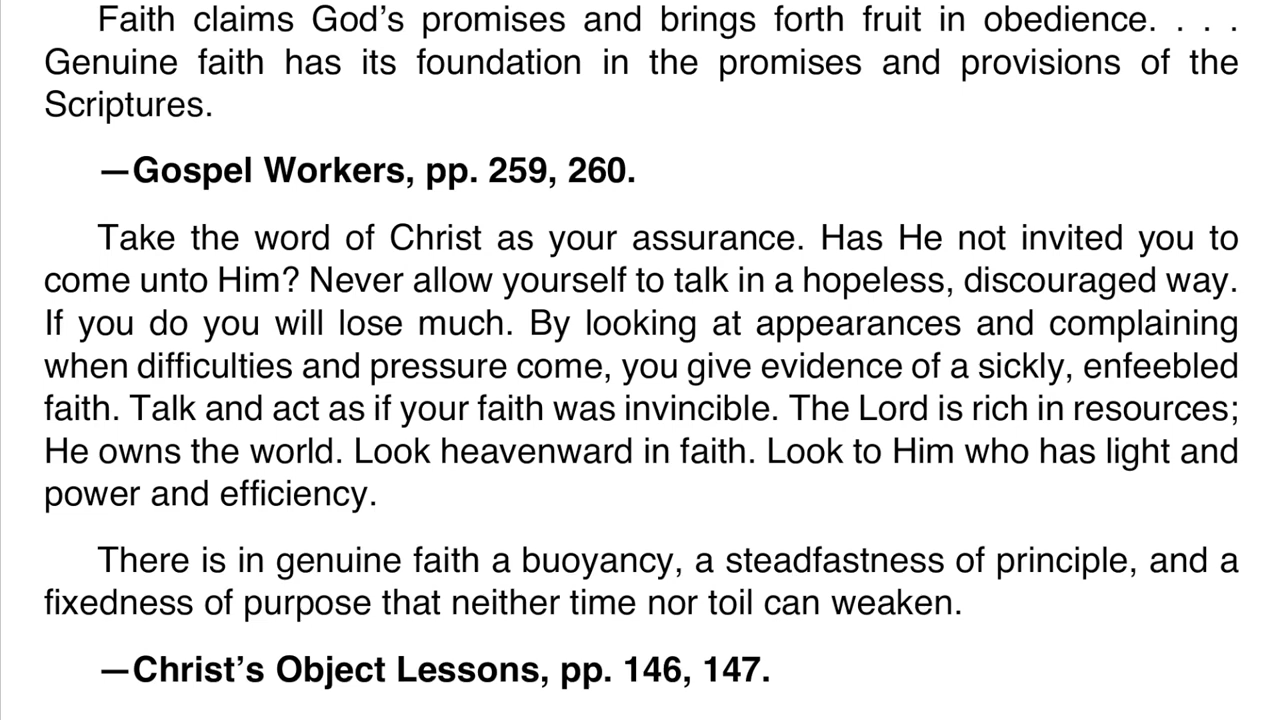 Faith claims God’s promises and brings forth fruit in obedience. . . .
Genuine faith has its foundation in the promises and provisions of the
Scriptures.
—Gospel Workers, pp. 259, 260.
Take the word of Christ as your assurance. Has He not invited you to
come unto Him? Never allow yourself to talk in a hopeless, discouraged way.
If you do you will lose much. By looking at appearances and complaining
when difficulties and pressure come, you give evidence of a sickly, enfeebled
faith. Talk and act as if your faith was invincible. The Lord is rich in resources;
He owns the world. Look heavenward in faith. Look to Him who has light and
power and efficiency.
There is in genuine faith a buoyancy, a steadfastness of principle, and a
fixedness of purpose that neither time nor toil can weaken.
—Christ’s Object Lessons, pp. 146, 147.